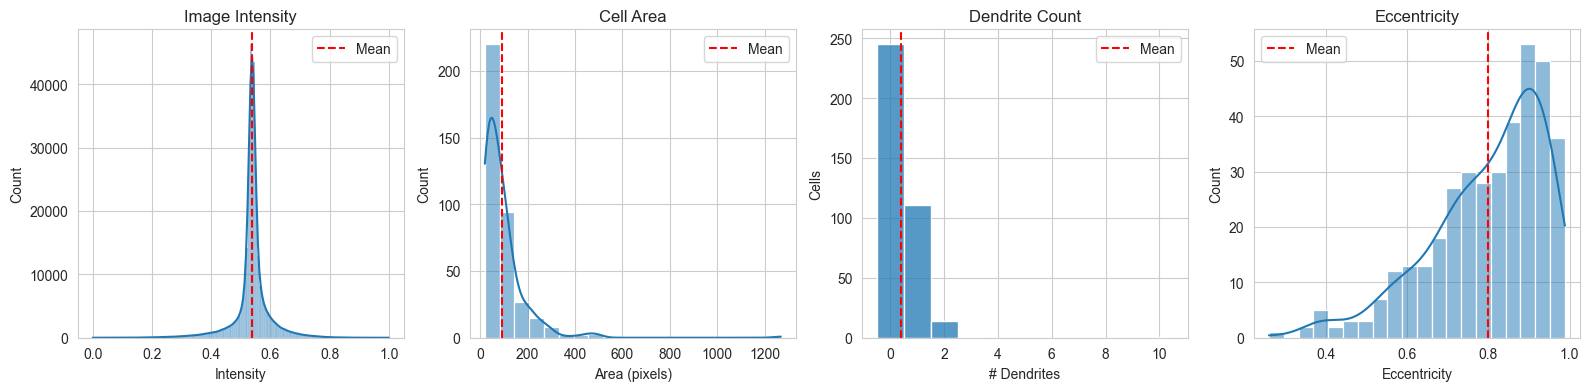 Image Intensity
Mean
40000
30000
20000
10000
0
Count
0.0 0.2 0.4 0.6 0.8 1.0
Intensity
Cell Area
Mean
200
150
100
50
0
Count
0 200 400 600 800 1000 1200
Area (pixels)
Dendrite Count
Mean
250
200
150
100
50
0
Cells
0 2 4 6 8 10
# Dendrites
Eccentricity
Mean
50
40
30
20
10
0
Count
0.4 0.6 0.8 1.0
Eccentricity